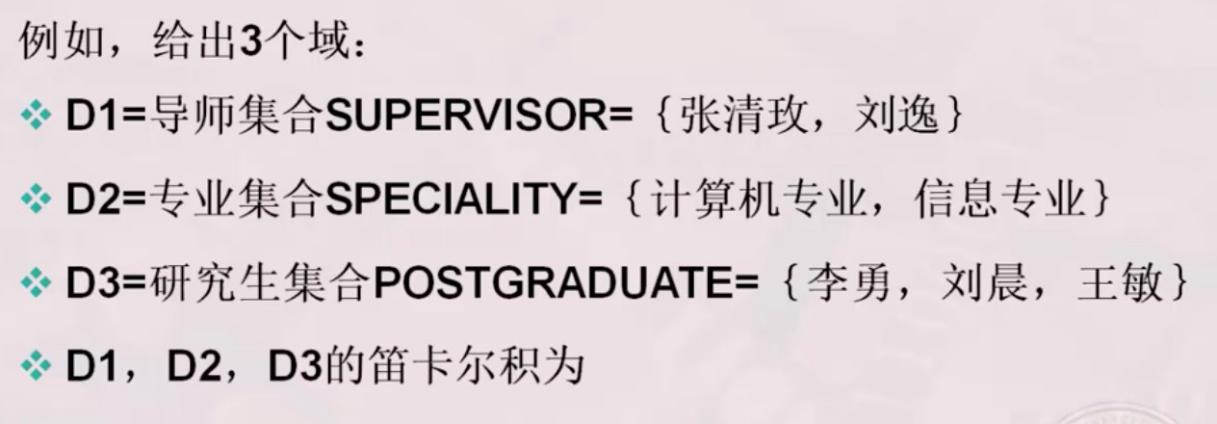 例如，给出3个域：
❖ D1=导师集合SUPERVISOR=｛张清玫，刘逸｝
❖ D2=专业集合SPECIALITY=｛计算机专业，信息专业｝
❖ D3=研究生集合POSTGRADUATE=｛李勇，刘晨，王敏｝
❖ D1，D2，D3的笛卡尔积为